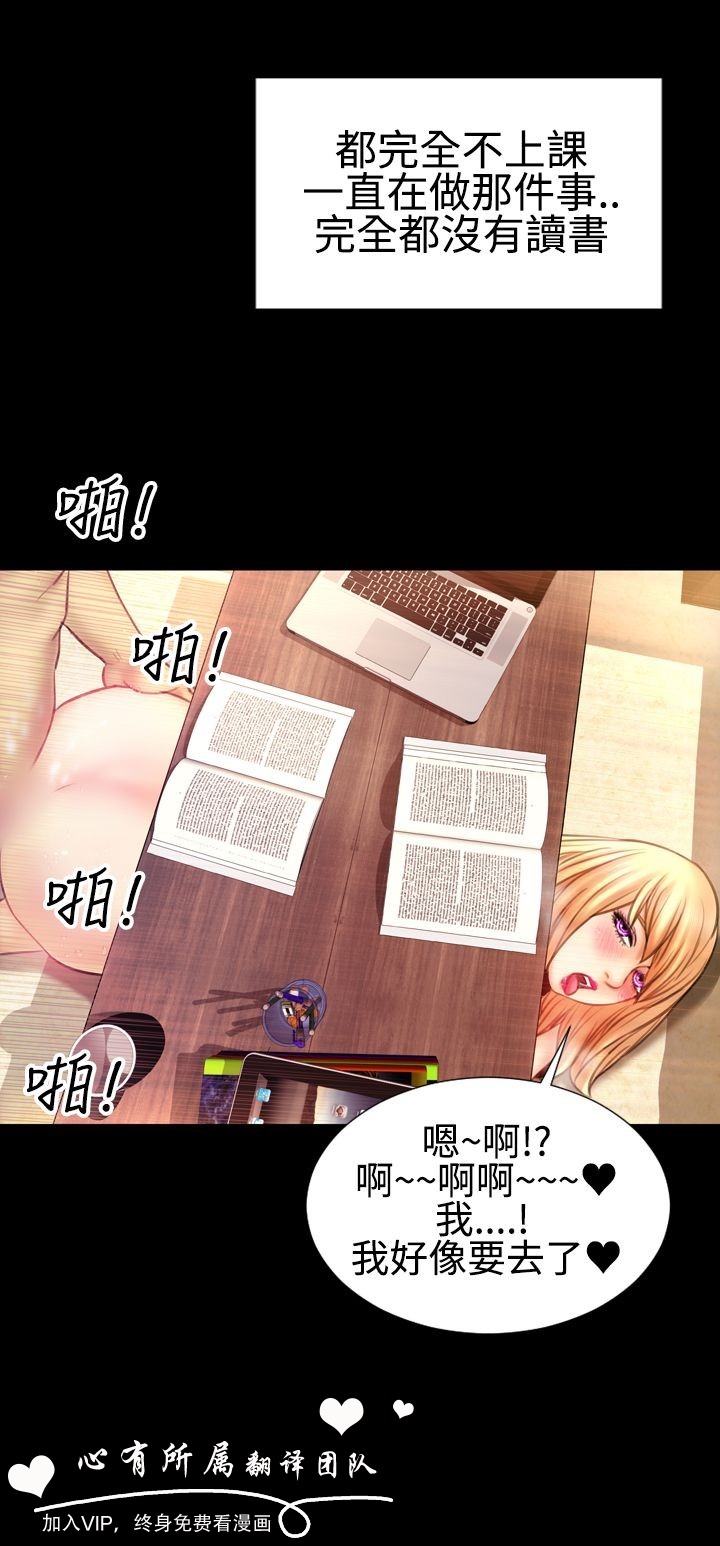 都完全不上課
一直在做那件事..
完全都沒有讀書
啪!
啪!
啪!
啪!
嗯~啊!?
啊~~啊啊~~~♥
我....!
我好像要去了♥
心有所属翻译团队
加入VIP，终身免费看漫画